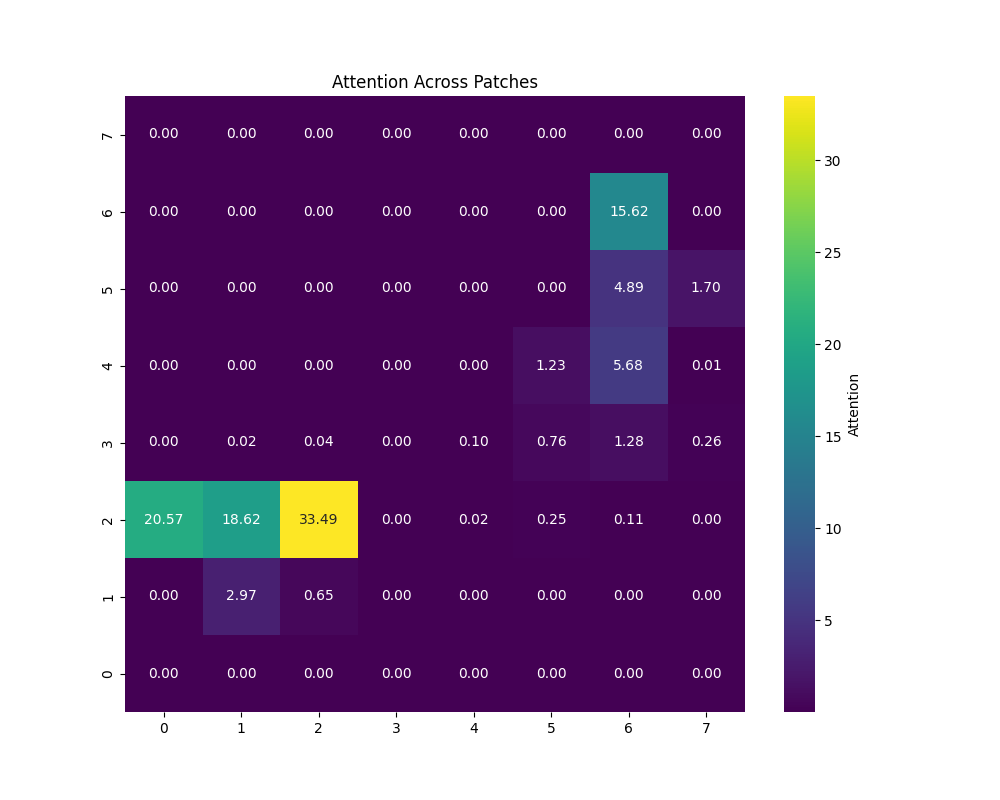 Attention Across Patches
7 0.00 0.00 0.00 0.00 0.00 0.00 0.00 0.00
6 0.00 0.00 0.00 0.00 0.00 0.00 15.62 0.00
5 0.00 0.00 0.00 0.00 0.00 0.00 4.89 1.70
4 0.00 0.00 0.00 0.00 0.00 1.23 5.68 0.01
3 0.00 0.02 0.04 0.00 0.10 0.76 1.28 0.26
2 20.57 18.62 33.49 0.00 0.02 0.25 0.11 0.00
1 0.00 2.97 0.65 0.00 0.00 0.00 0.00 0.00
0 0.00 0.00 0.00 0.00 0.00 0.00 0.00 0.00
0 1 2 3 4 5 6 7
30
25
20
15
10
5
Attention